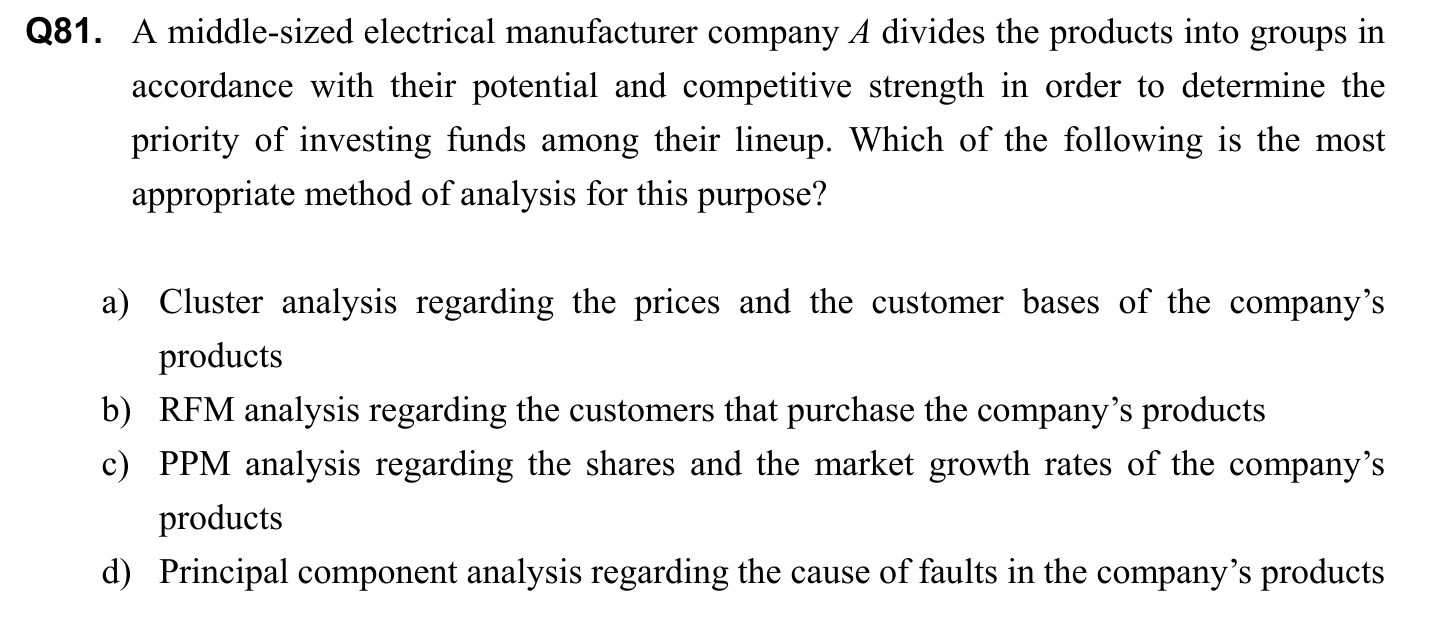 Q81. A middle-sized electrical manufacturer company A divides the products into groups in
accordance with their potential and competitive strength in order to determine the
priority of investing funds among their lineup. Which of the following is the most
appropriate method of analysis for this purpose?
a) Cluster analysis regarding the prices and the customer bases of the company’s
products
b) RFM analysis regarding the customers that purchase the company’s products
c) PPM analysis regarding the shares and the market growth rates of the company’s
products
d) Principal component analysis regarding the cause of faults in the company’s products